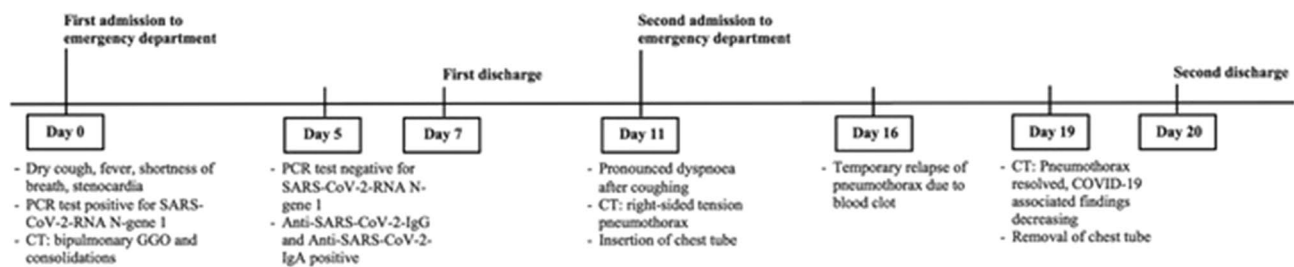 First admission to
emergency department
Second admission to
emergency department
First discharge
Second discharge
Day 0
Day 5
Day 7
Day 11
Day 16
Day 19
Day 20
- Dry cough, fever, shortness of
breath, stenocardia
- PCR test positive for SARS-
CoV-2-RNA N-gene 1
- CT: bipulmonary GGO and
consolidations
- PCR test negative for
SARS-CoV-2-RNA N-
gene 1
- Anti-SARS-CoV-2-IgG
and Anti-SARS-CoV-2-
IgA positive
- Pronounced dyspnoea
after coughing
- CT: right-sided tension
pneumothorax
- Insertion of chest tube
- Temporary relapse of
pneumothorax due to
blood clot
- CT: Pneumothorax
resolved, COVID-19
associated findings
decreasing
- Removal of chest tube